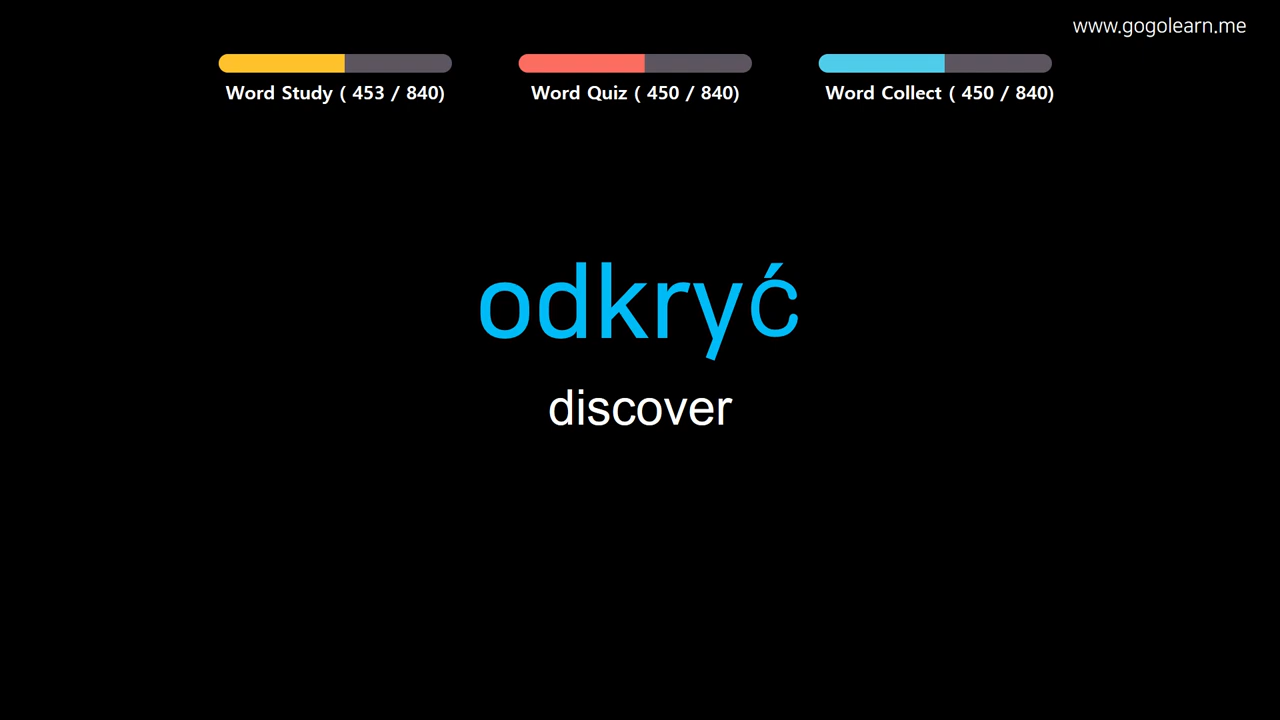 www.gogolearn.me
Word Study ( 453 / 840)
Word Quiz ( 450 / 840)
Word Collect ( 450 / 840)
odkryć
discover